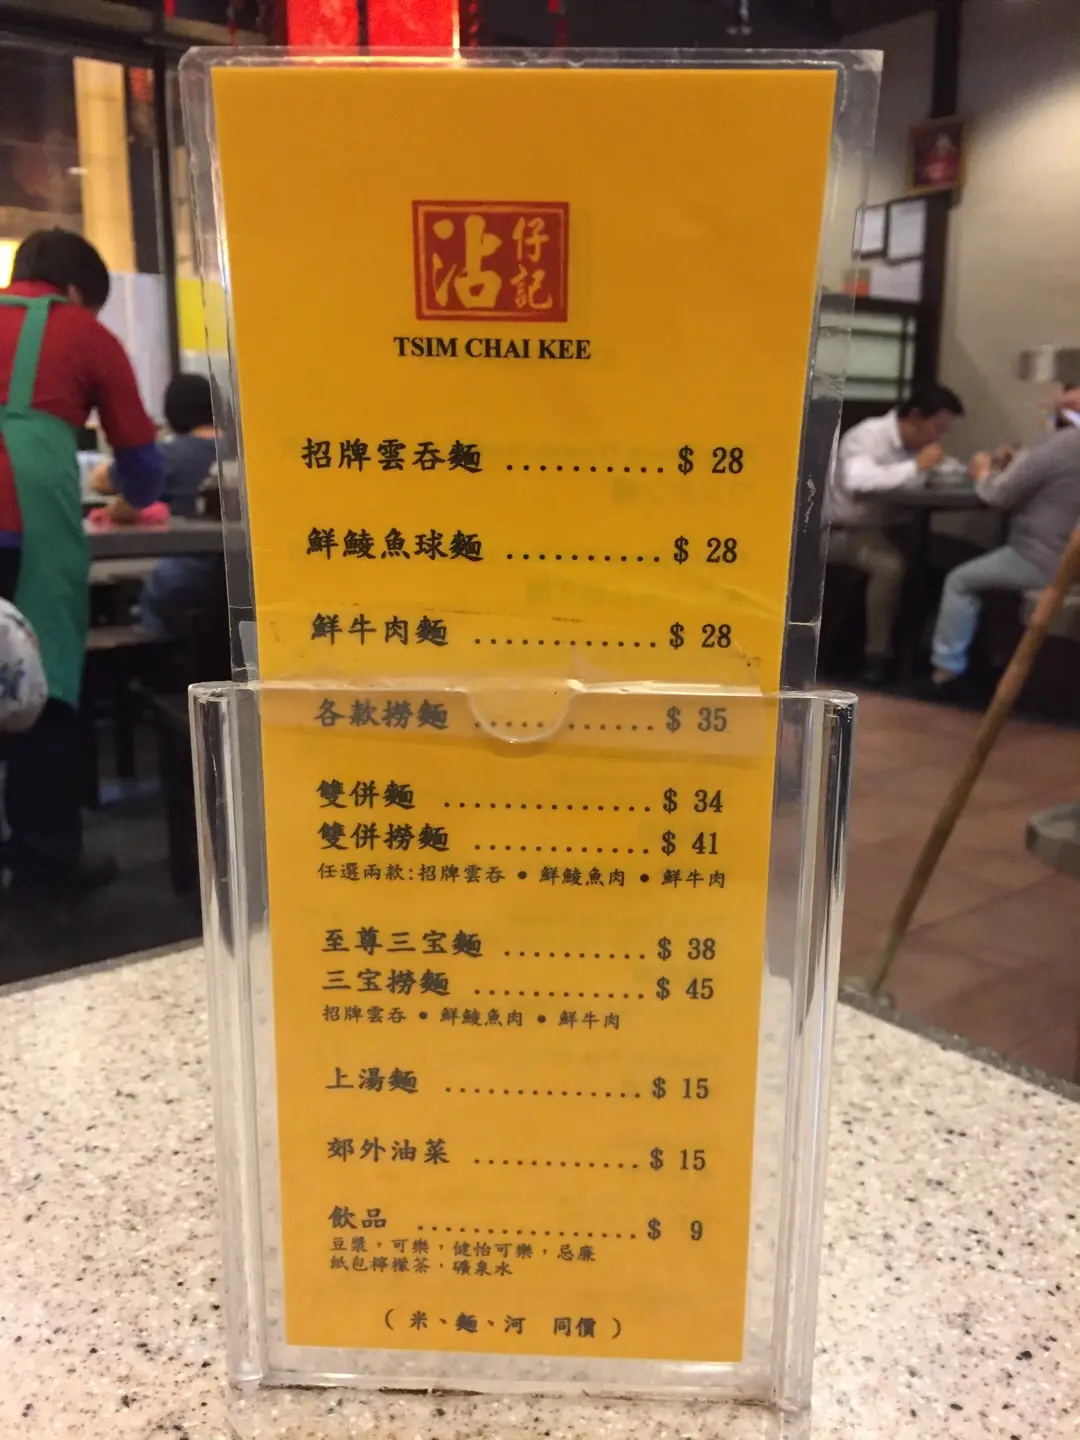 沾仔記
TSIM CHAI KEE
招牌雲吞麵 .......... $ 28
鮮鯪魚球麵 .......... $ 28
鮮牛肉麵 ............ $ 28
各款撈麵 ............ $ 35
雙併麵 .............. $ 34
雙併撈麵 ............ $ 41
任選兩款:招牌雲吞 • 鮮鯪魚肉 • 鮮牛肉
至尊三宝麵 .......... $ 38
三宝撈麵 ............ $ 45
招牌雲吞 • 鮮鯪魚肉 • 鮮牛肉
上湯麵 .............. $ 15
郊外油菜 ............ $ 15
飲品 ............... $ 9
豆漿，可樂，健怡可樂，忌廉
紙包檸檬茶，礦泉水
( 米、麵、河 同價 )